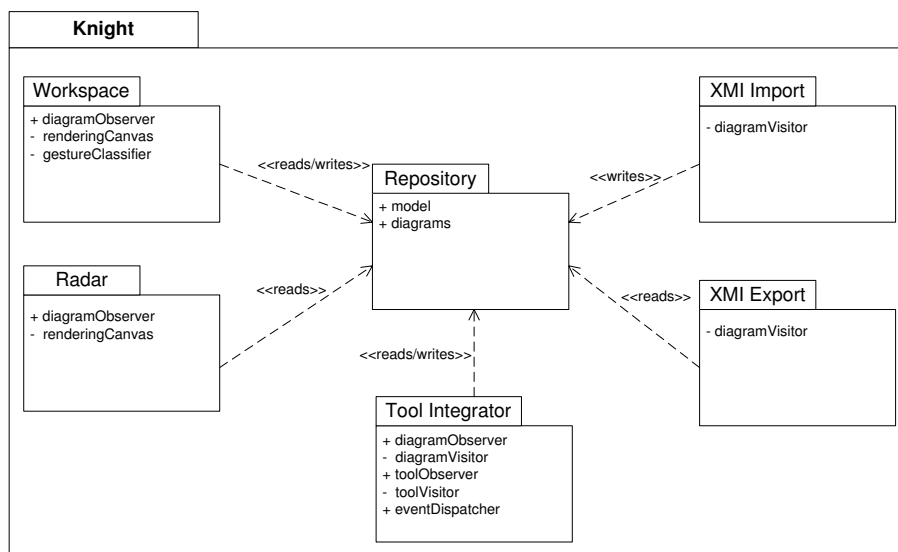 Knight
Workspace
+ diagramObserver
- renderingCanvas
- gestureClassifier
<<reads/writes>>
Repository
+ model
+ diagrams
XMI Import
- diagramVisitor
<<writes>>
Radar
+ diagramObserver
- renderingCanvas
<<reads>>
XMI Export
- diagramVisitor
<<reads>>
<<reads/writes>>
Tool Integrator
+ diagramObserver
- diagramVisitor
+ toolObserver
- toolVisitor
+ eventDispatcher